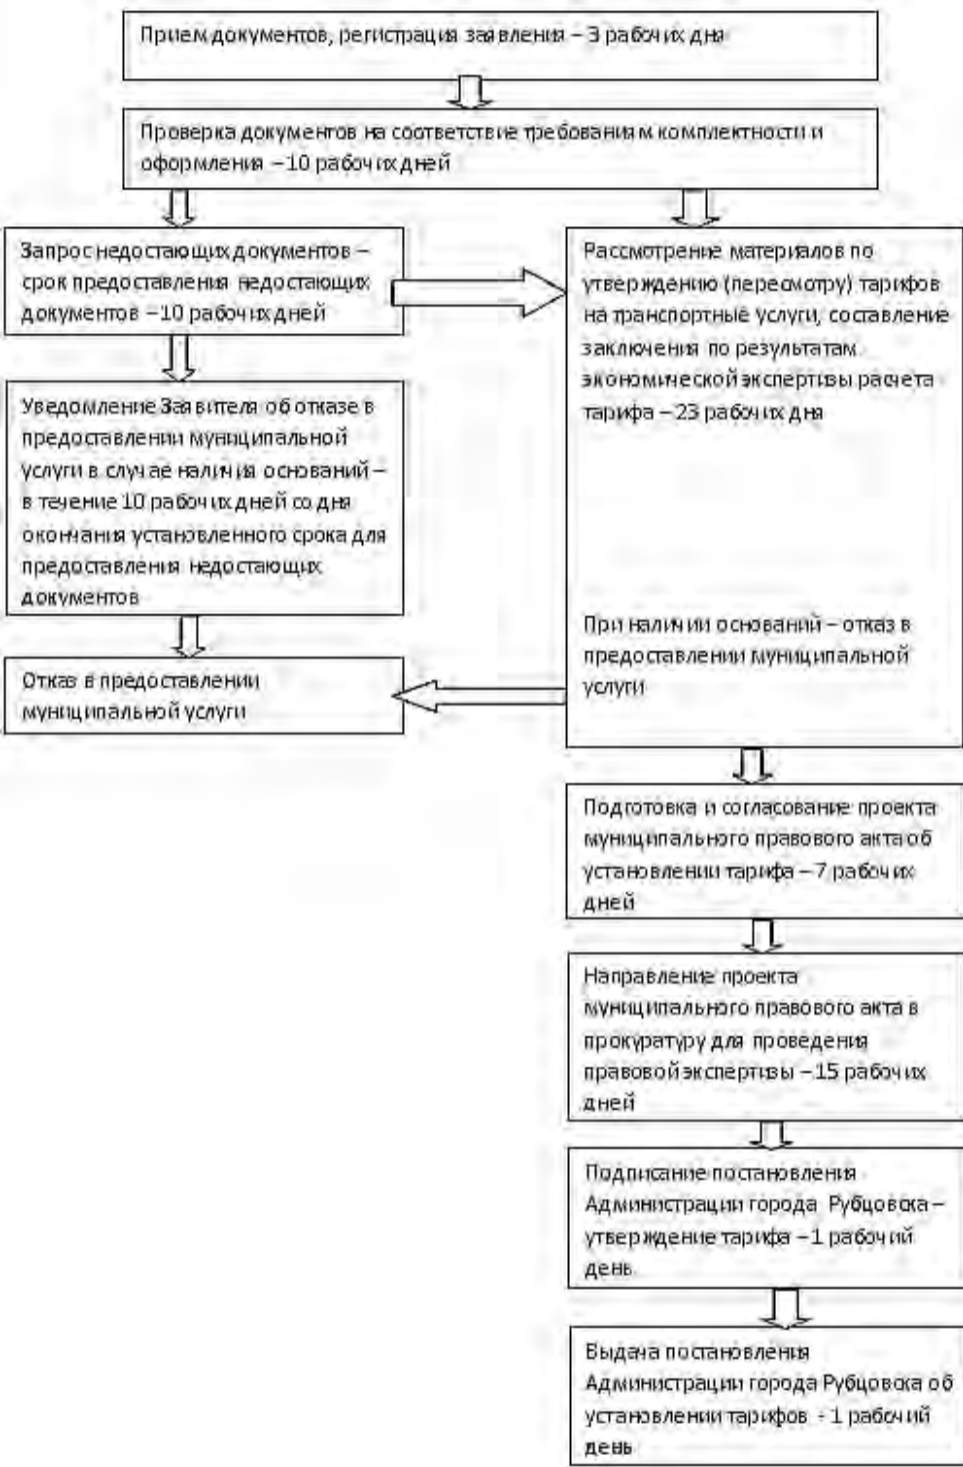 Прием документов, регистрация заявления – 3 рабочих дня
Проверка документов на соответствие требованиям комплектности и
оформления – 10 рабочих дней
Запрос недостающих документов –
срок предоставления недостающих
документов – 10 рабочих дней
Уведомление Заявителя об отказе в
предоставлении муниципальной
услуги в случае наличия оснований –
в течение 10 рабочих дней со дня
окончания установленного срока для
предоставления недостающих
документов
Отказ в предоставлении
муниципальной услуги
Рассмотрение материалов по
утверждению (пересмотру) тарифов
на транспортные услуги, составление
заключения по результатам
экономической экспертизы расчета
тарифа – 23 рабочих дня
При наличии оснований – отказ в
предоставлении муниципальной
услуги
Подготовка и согласование проекта
муниципального правового акта об
установлении тарифа – 7 рабочих
дней
Направление проекта
муниципального правового акта в
прокуратуру для проведения
правовой экспертизы – 15 рабочих
дней
Подписание постановления
Администрации города Рубцовска –
утверждение тарифа – 1 рабочий
день
Выдача постановления
Администрации города Рубцовска об
установлении тарифов - 1 рабочий
день